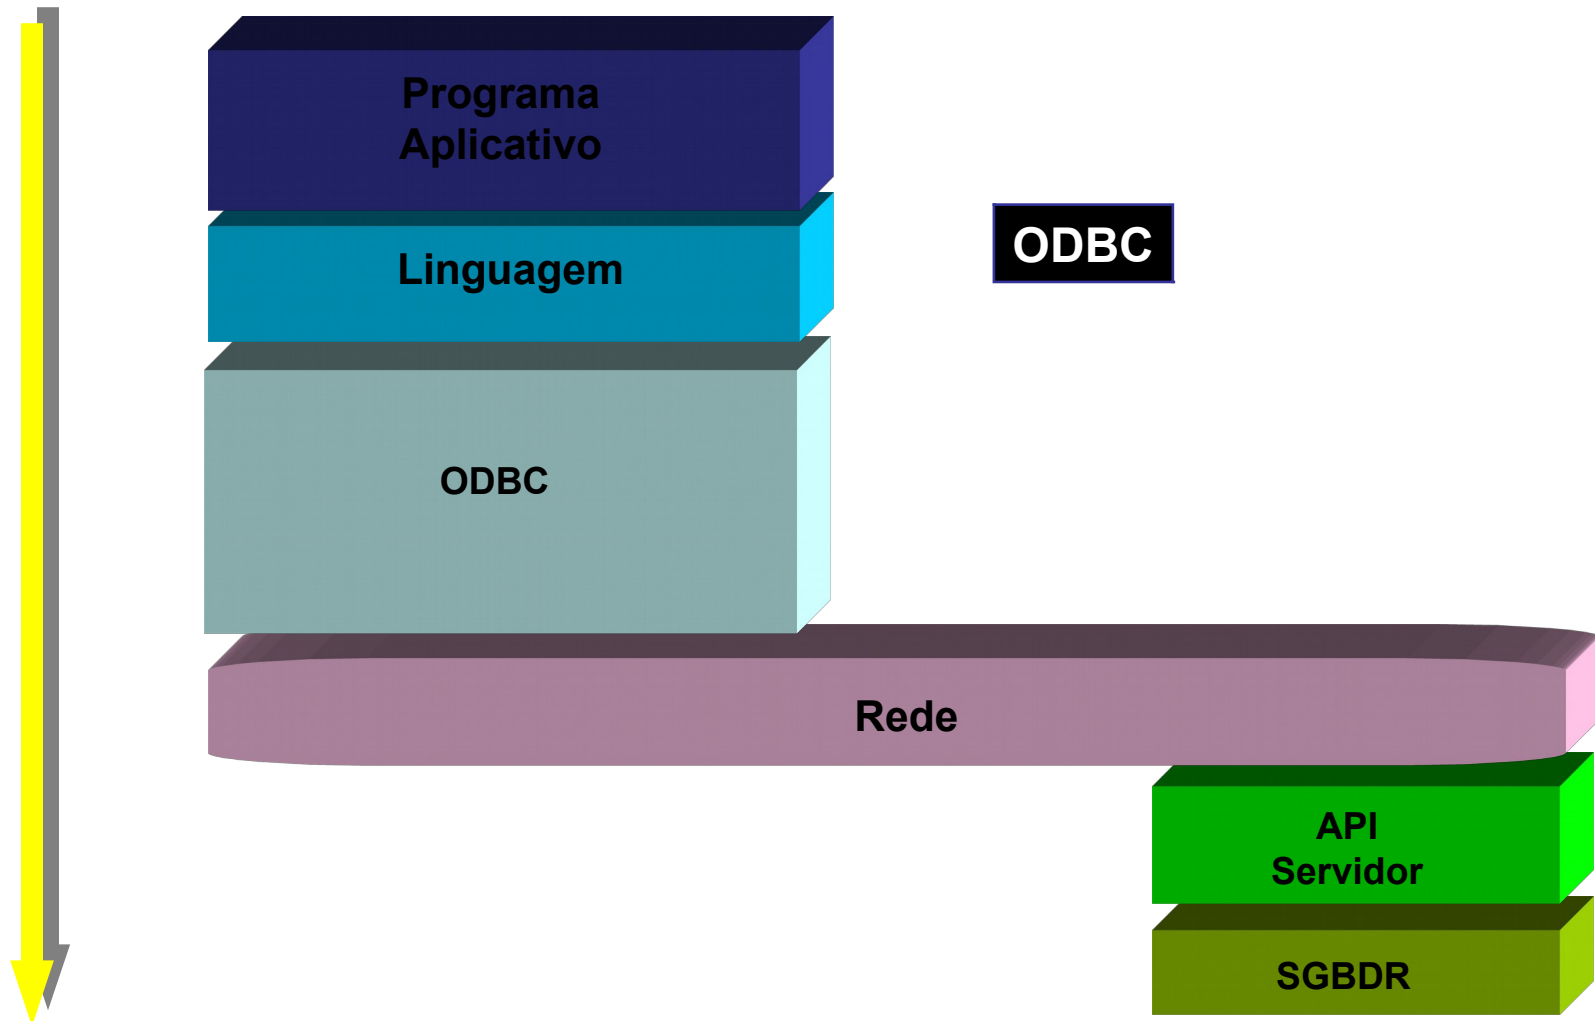 Programa
Aplicativo
ODBC
Linguagem
ODBC
Rede
API
Servidor
SGBDR